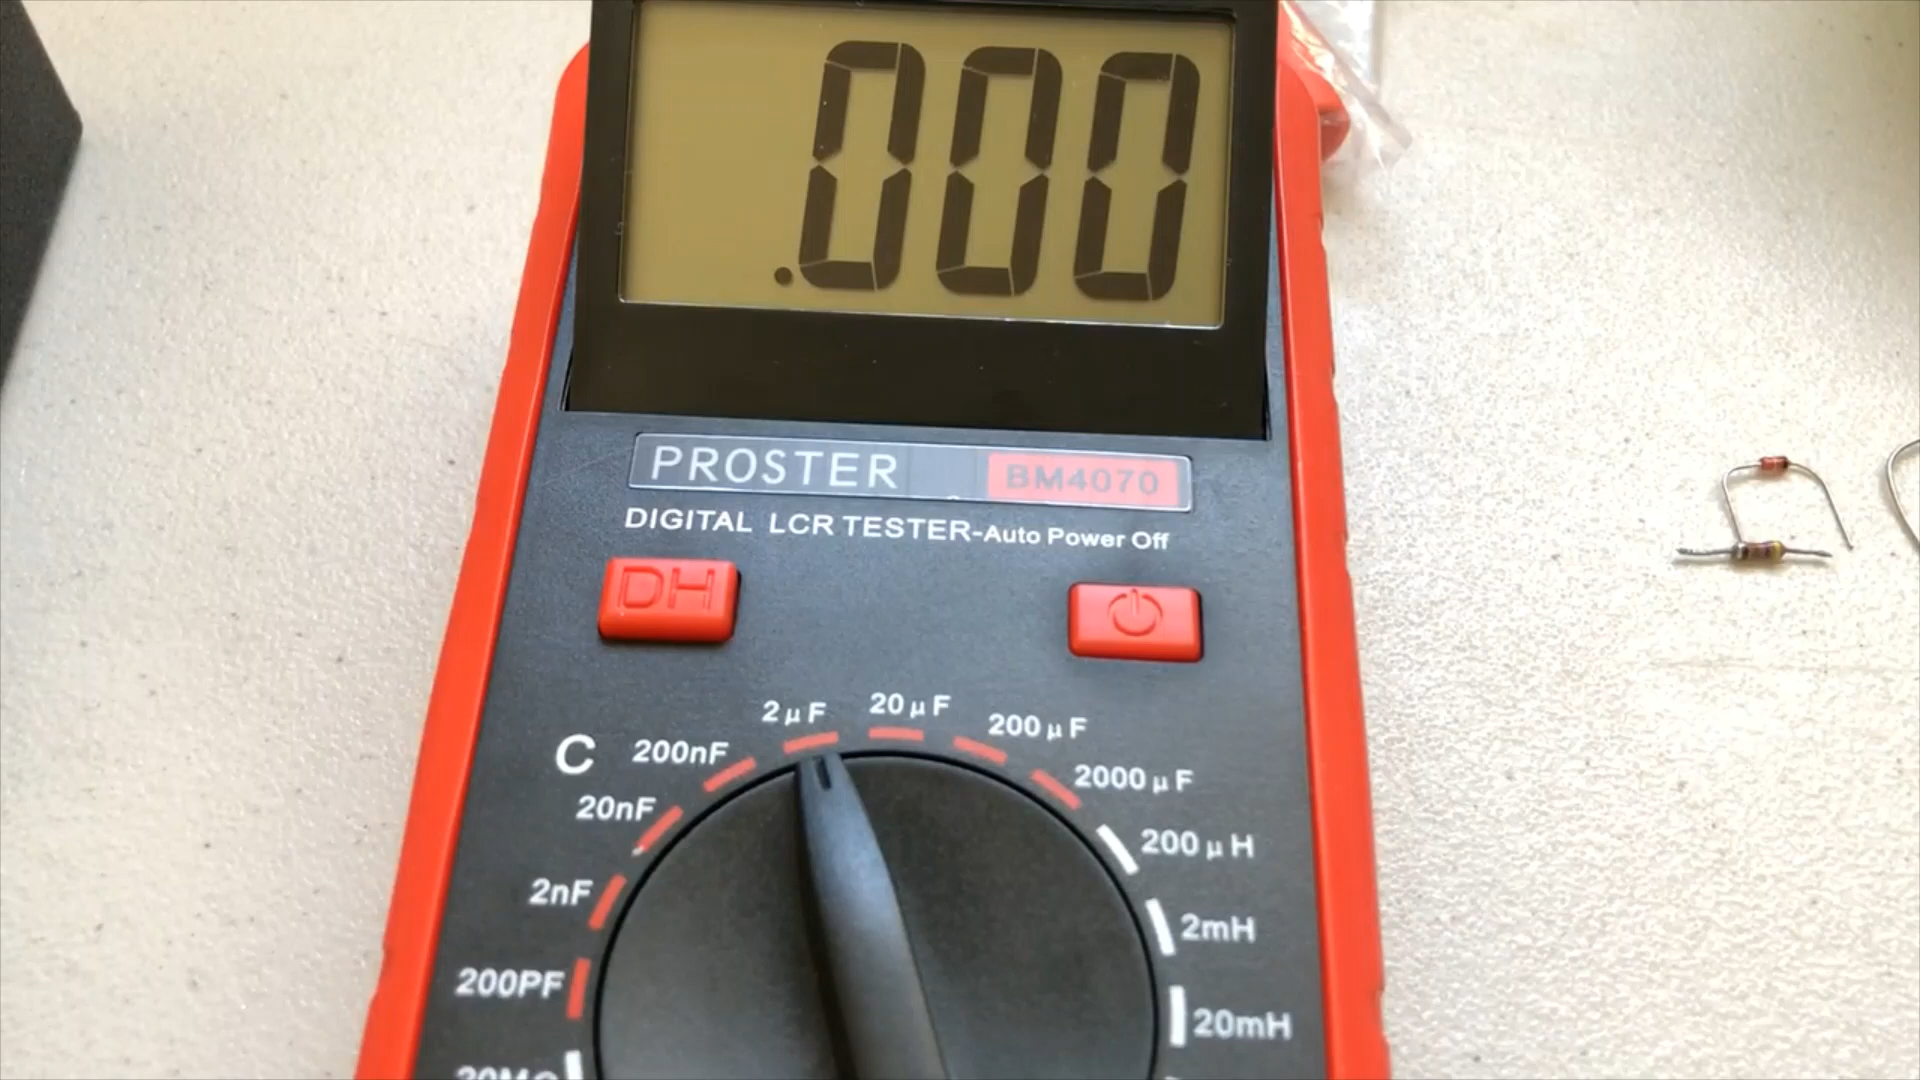 .000
PROSTER BM4070
DIGITAL LCR TESTER-Auto Power Off
DH
2μF
20μF
200μF
C
200nF
2000μF
20nF
200μH
2nF
2mH
200PF
20mH